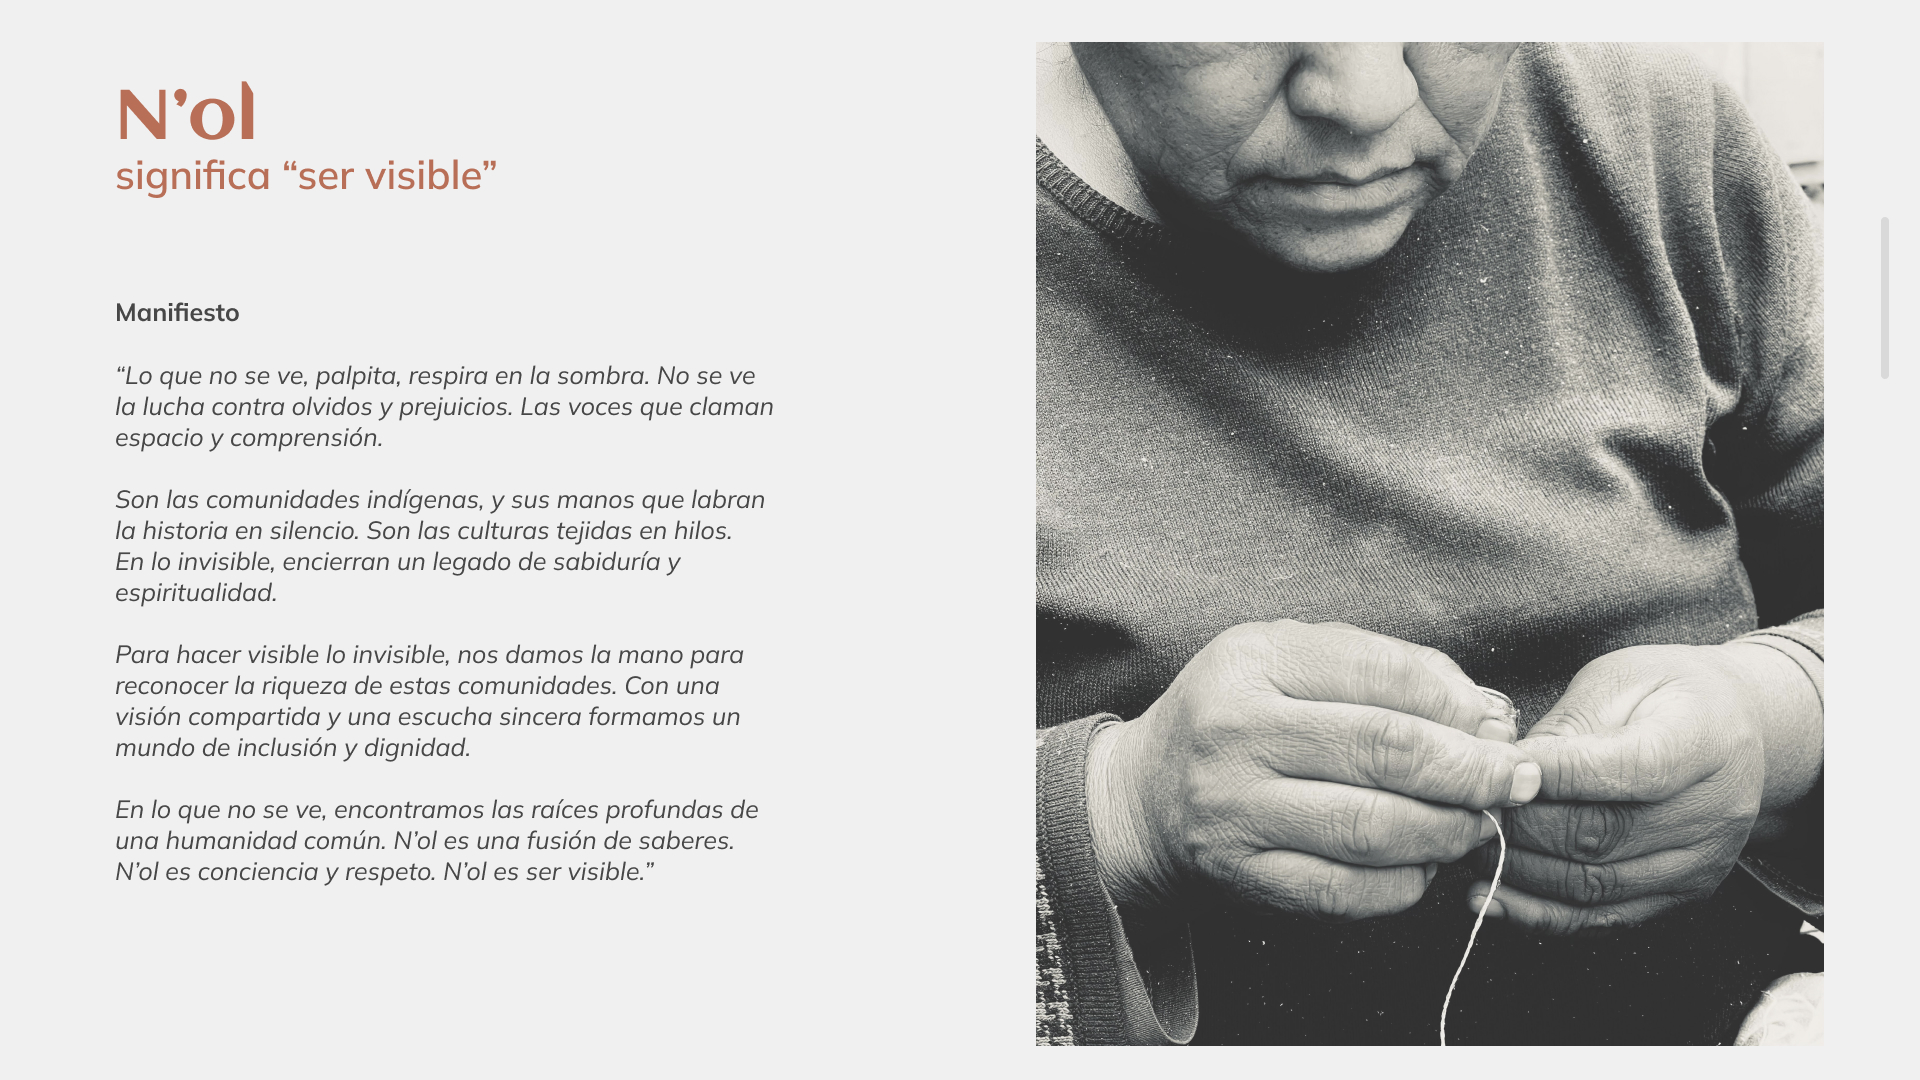 N’ol
significa “ser visible”
Manifiesto
“Lo que no se ve, palpita, respira en la sombra. No se ve
la lucha contra olvidos y prejuicios. Las voces que claman
espacio y comprensión.
Son las comunidades indígenas, y sus manos que labran
la historia en silencio. Son las culturas tejidas en hilos.
En lo invisible, encierran un legado de sabiduría y
espiritualidad.
Para hacer visible lo invisible, nos damos la mano para
reconocer la riqueza de estas comunidades. Con una
visión compartida y una escucha sincera formamos un
mundo de inclusión y dignidad.
En lo que no se ve, encontramos las raíces profundas de
una humanidad común. N’ol es una fusión de saberes.
N’ol es conciencia y respeto. N’ol es ser visible.”